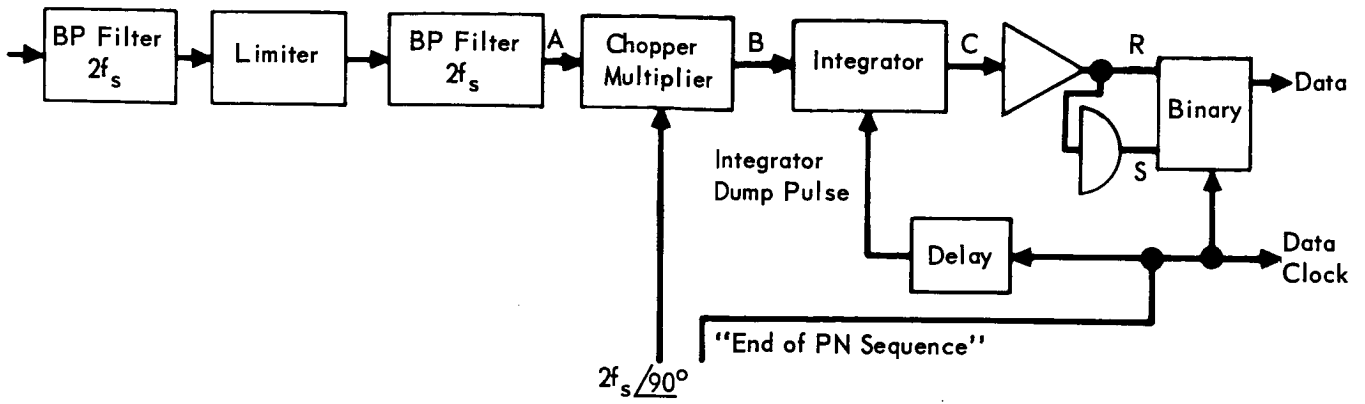 BP Filter
2fs
Limiter
BP Filter
2fs
A
Chopper
Multiplier
B
Integrator
C
R
S
Binary
Data
Integrator
Dump Pulse
Delay
Data
Clock
"End of PN Sequence"
2fs /90°